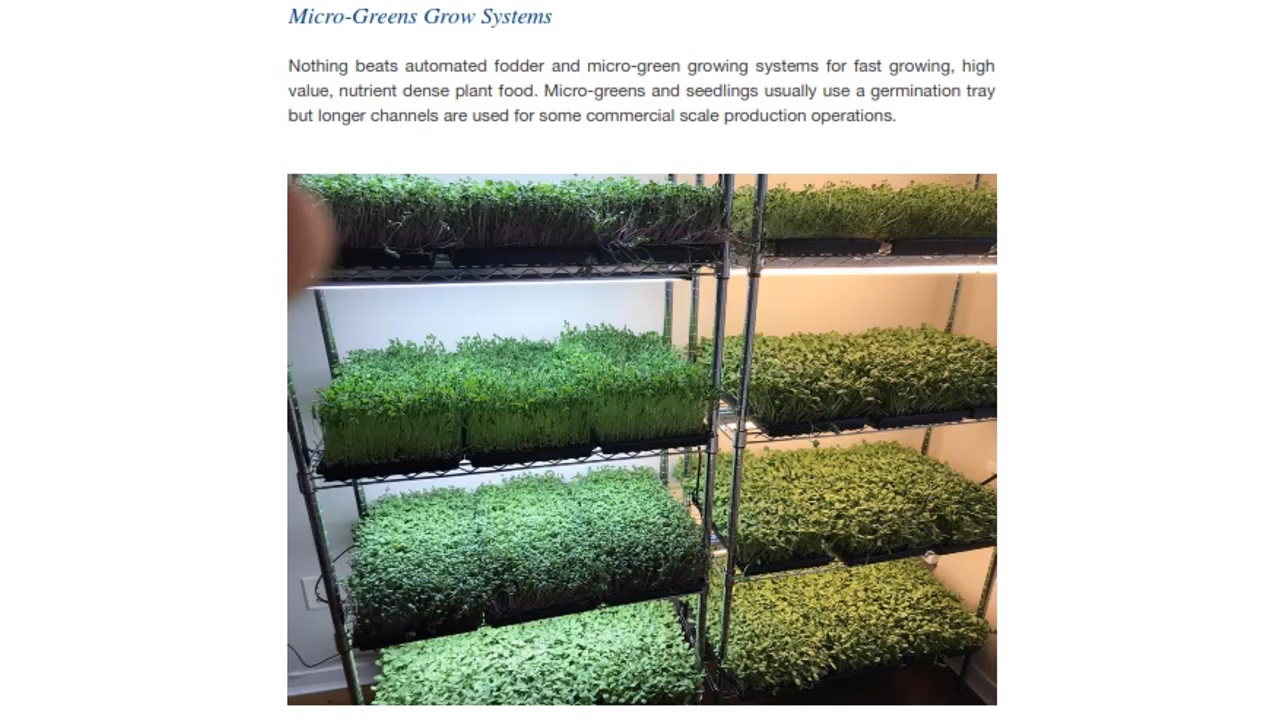 Micro-Greens Grow Systems
Nothing beats automated fodder and micro-green growing systems for fast growing, high
value, nutrient dense plant food. Micro-greens and seedlings usually use a germination tray
but longer channels are used for some commercial scale production operations.